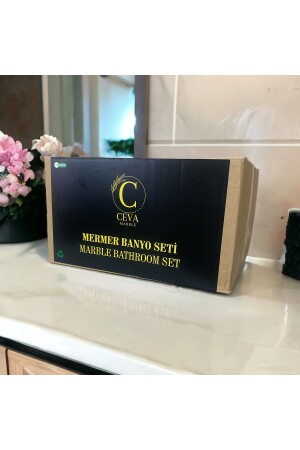 C
CEVA
MARBLE
MERMER BANYO SETİ
MARBLE BATHROOM SET